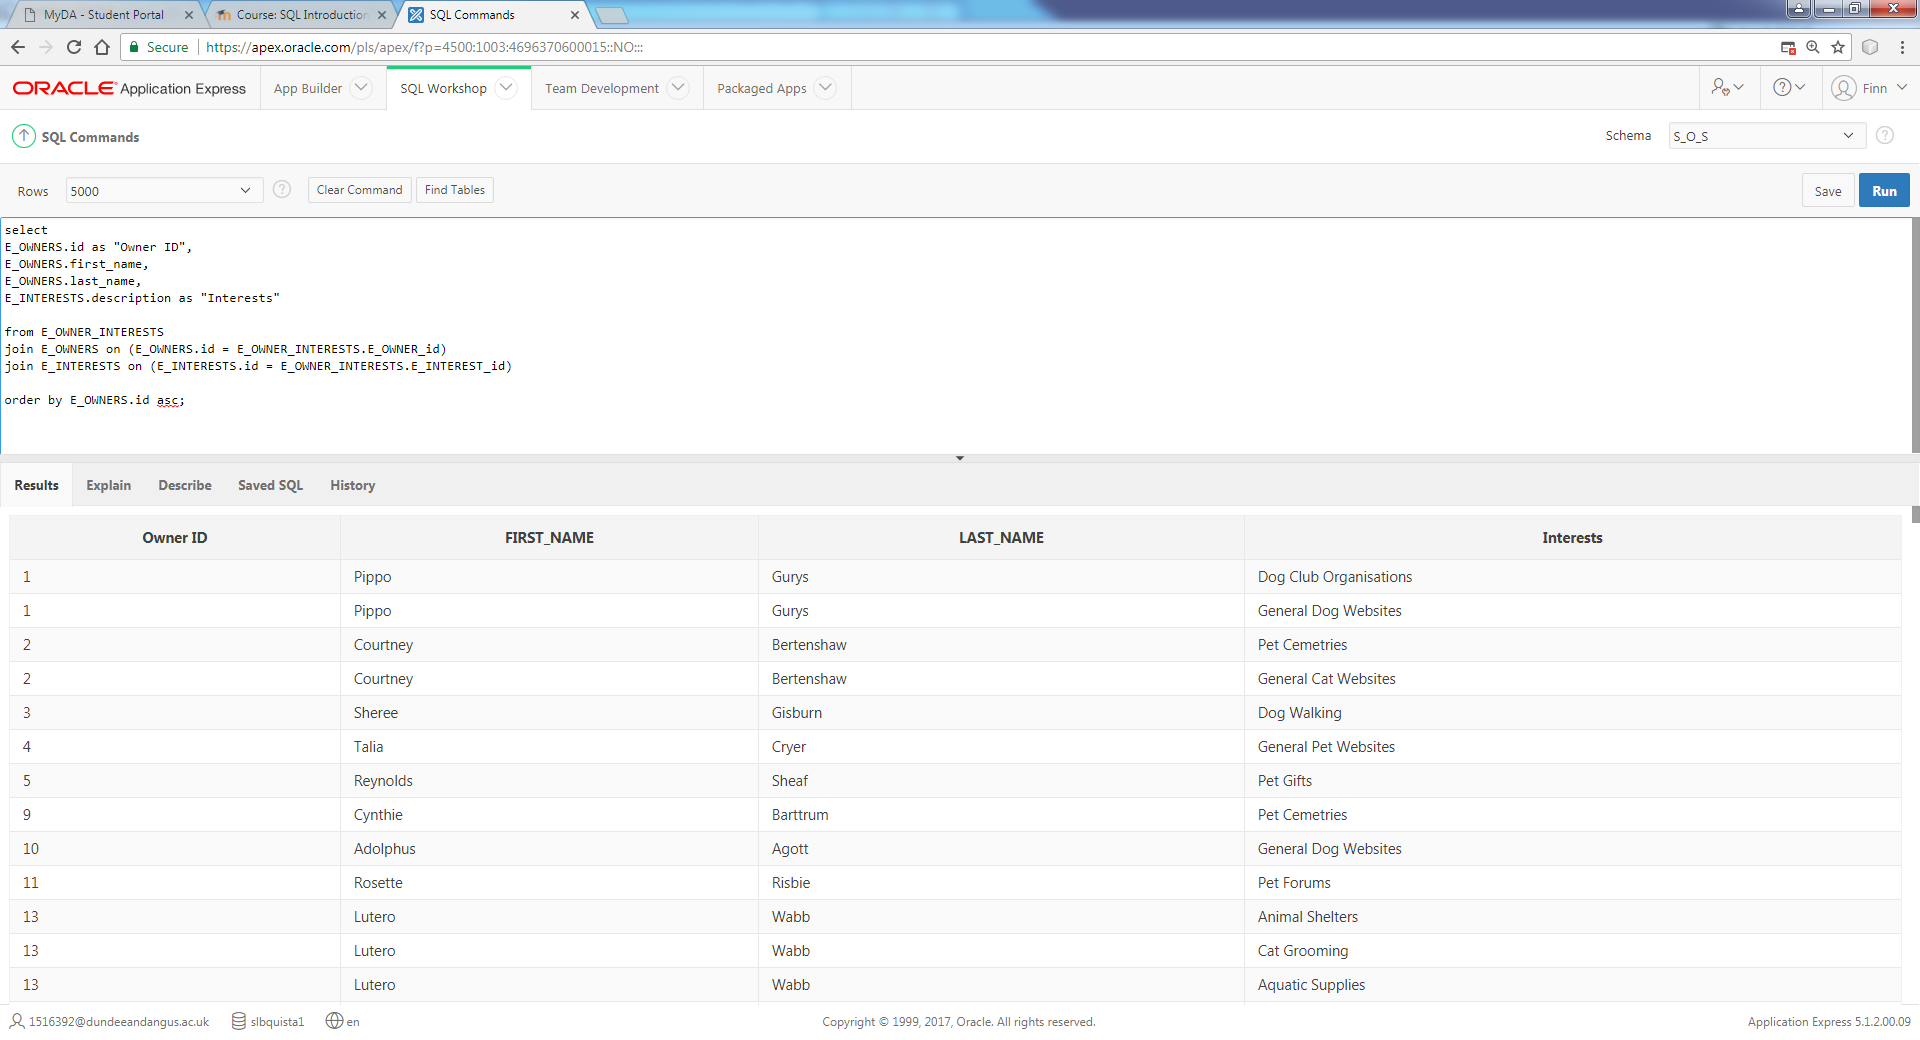 MyDA - Student Portal
Course: SQL Introduction
SQL Commands
Secure https://apex.oracle.com/pls/apex/f?p=4500:1003:4696370600015::NO:::
ORACLE Application Express App Builder SQL Workshop Team Development Packaged Apps Finn
SQL Commands Schema S_O_S
Rows 5000 Clear Command Find Tables Save Run
select
E_OWNERS.id as "Owner ID",
E_OWNERS.first_name,
E_OWNERS.last_name,
E_INTERESTS.description as "Interests"
from E_OWNER_INTERESTS
join E_OWNERS on (E_OWNERS.id = E_OWNER_INTERESTS.E_OWNER_id)
join E_INTERESTS on (E_INTERESTS.id = E_OWNER_INTERESTS.E_INTEREST_id)
order by E_OWNERS.id asc;
Results Explain Describe Saved SQL History
Owner ID FIRST_NAME LAST_NAME Interests
1 Pippo Gurys Dog Club Organisations
1 Pippo Gurys General Dog Websites
2 Courtney Bertenshaw Pet Cemetries
2 Courtney Bertenshaw General Cat Websites
3 Sheree Gisburn Dog Walking
4 Talia Cryer General Pet Websites
5 Reynolds Sheaf Pet Gifts
9 Cynthie Barttrum Pet Cemetries
10 Adolphus Agott General Dog Websites
11 Rosette Risbie Pet Forums
13 Lutero Wabb Animal Shelters
13 Lutero Wabb Cat Grooming
13 Lutero Wabb Aquatic Supplies
1516392@dundeeandangus.ac.uk slbquista1 en Copyright © 1999, 2017, Oracle. All rights reserved. Application Express 5.1.2.00.09